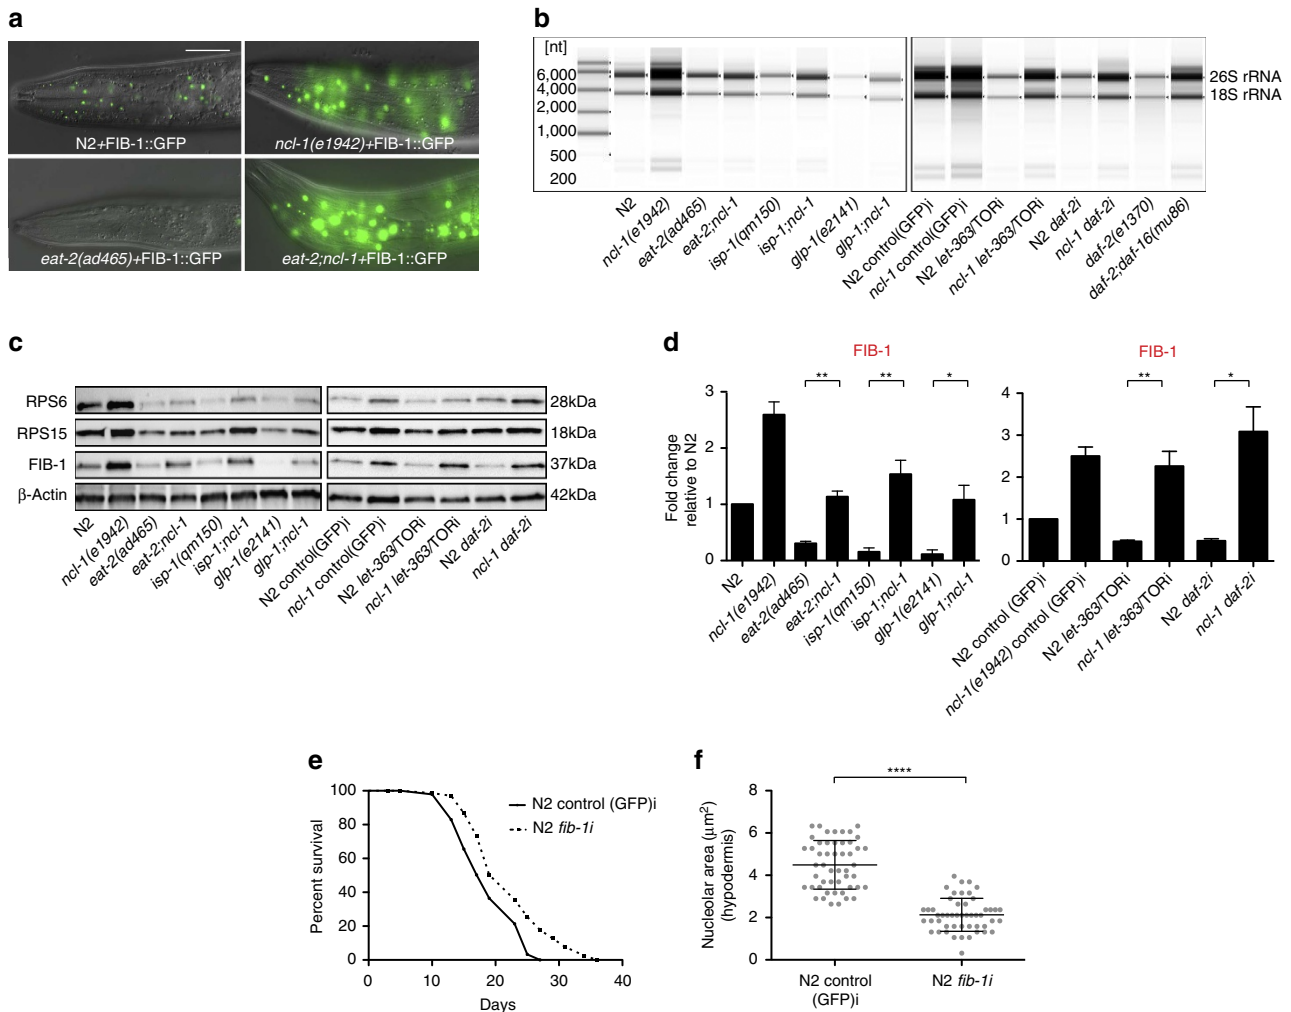 a
N2+FIB-1::GFP
ncl-1(e1942)+FIB-1::GFP
eat-2(ad465)+FIB-1::GFP
eat-2;ncl-1+FIB-1::GFP
b
[nt]
6,000
4,000
2,000
1,000
500
200
26S rRNA
18S rRNA
N2
ncl-1(e1942)
eat-2(ad465)
eat-2;ncl-1
isp-1(qm150)
isp-1;ncl-1
glp-1(e2141)
glp-1;ncl-1
N2 control(GFP)i
ncl-1 control(GFP)i
N2 let-363/TORi
ncl-1 let-363/TORi
N2 daf-2i
ncl-1 daf-2i
daf-2(e1370)
daf-2;daf-16(mu86)
c
RPS6
28kDa
RPS15
18kDa
FIB-1
37kDa
β-Actin
42kDa
N2
ncl-1(e1942)
eat-2(ad465)
eat-2;ncl-1
isp-1(qm150)
isp-1;ncl-1
glp-1(e2141)
glp-1;ncl-1
N2 control(GFP)i
ncl-1 control(GFP)i
N2 let-363/TORi
ncl-1 let-363/TORi
N2 daf-2i
ncl-1 daf-2i
d
FIB-1
** ** *
Fold change
relative to N2
3
2
1
0
N2
ncl-1(e1942)
eat-2(ad465)
eat-2;ncl-1
isp-1(qm150)
isp-1;ncl-1
glp-1(e2141)
glp-1;ncl-1
FIB-1
** *
4
3
2
1
0
N2 control (GFP)i
ncl-1(e1942) control (GFP)i
N2 let-363/TORi
ncl-1 let-363/TORi
N2 daf-2i
ncl-1 daf-2i
e
Percent survival
100
80
60
40
20
0
0 10 20 30 40
Days
N2 control (GFP)i
N2 fib-1i
f
****
Nucleolar area (μm²)
(hypodermis)
8
6
4
2
0
N2 control
(GFP)i
N2 fib-1i